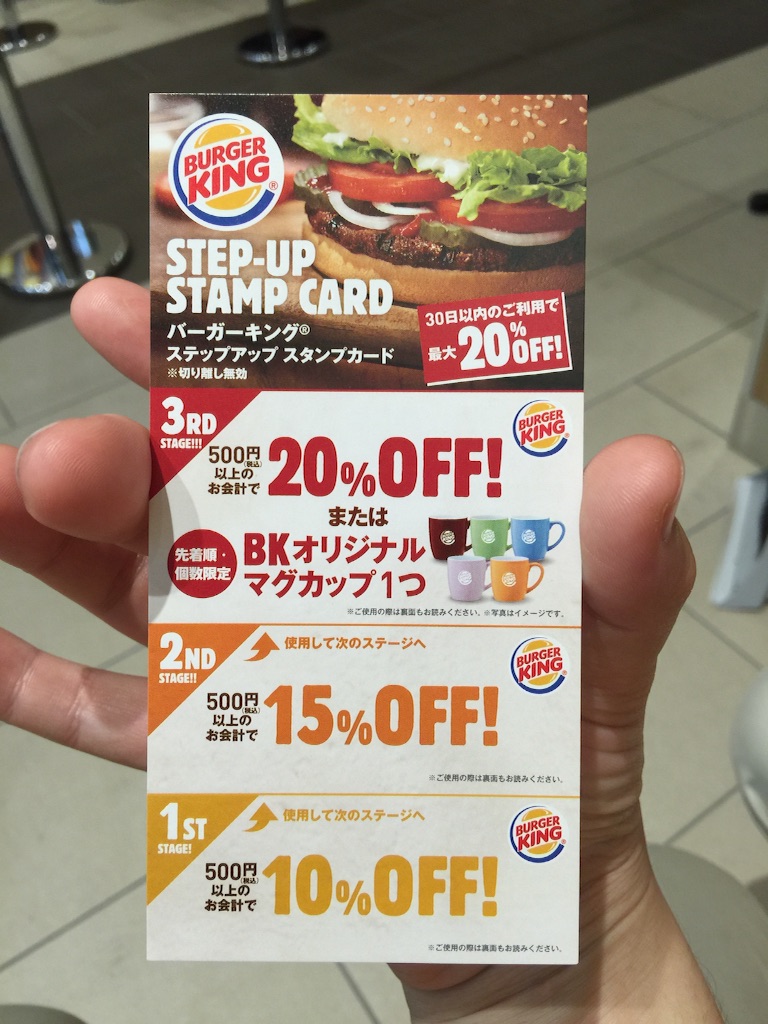 BURGER
KING®
STEP-UP
STAMP CARD
バーガーキング®
ステップアップ スタンプカード
※切り離し無効
30日以内のご利用で
最大20%OFF!
3RD
STAGE!!!
BURGER
KING®
500円(税込)
以上の
お会計で
20%OFF!
または
先着順・
個数限定
BKオリジナル
マグカップ1つ
※ご使用の際は裏面もお読みください。※写真はイメージです。
2ND
STAGE!!
使用して次のステージへ
BURGER
KING®
500円(税込)
以上の
お会計で
15%OFF!
※ご使用の際は裏面もお読みください。
1ST
STAGE!
使用して次のステージへ
BURGER
KING®
500円(税込)
以上の
お会計で
10%OFF!
※ご使用の際は裏面もお読みください。